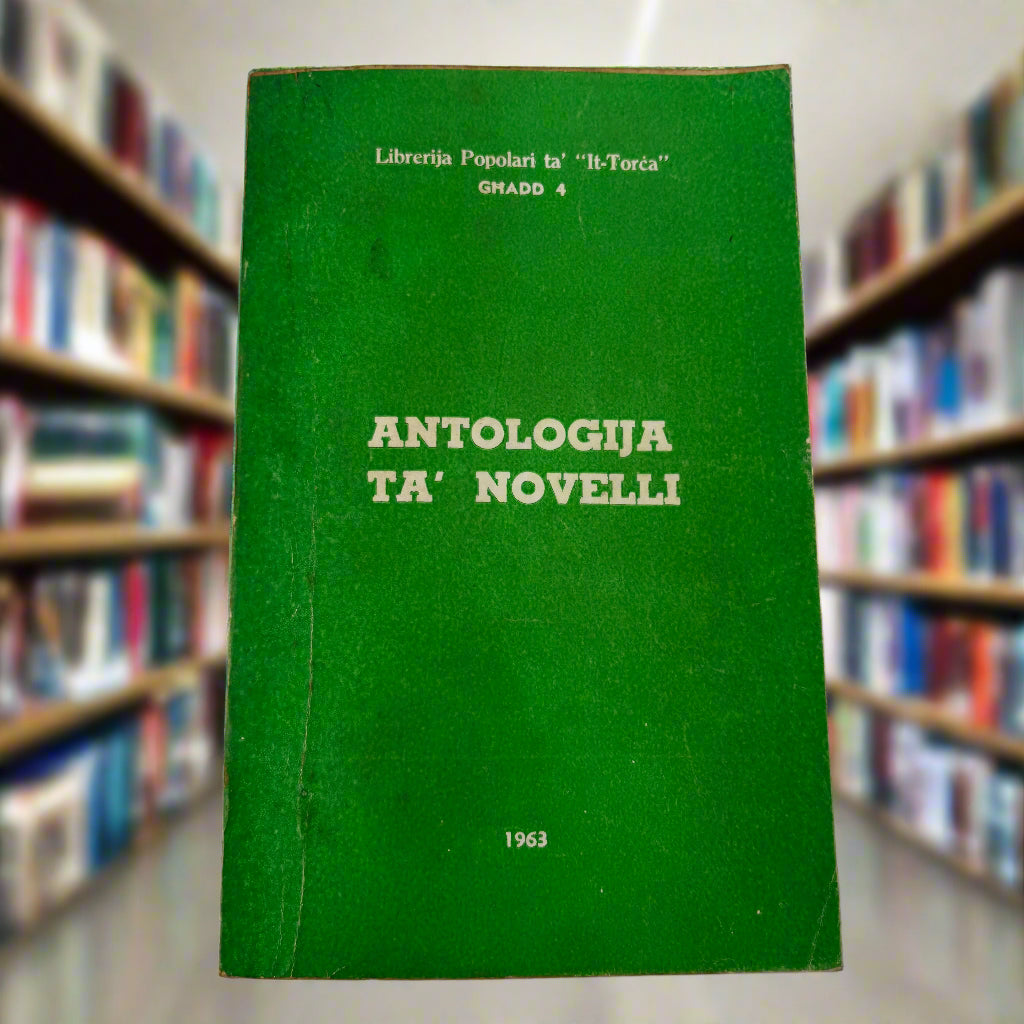 Librerija Popolari ta' "It-Torċa"
GĦADD 4
ANTOLOGIJA
TA' NOVELLI
1963